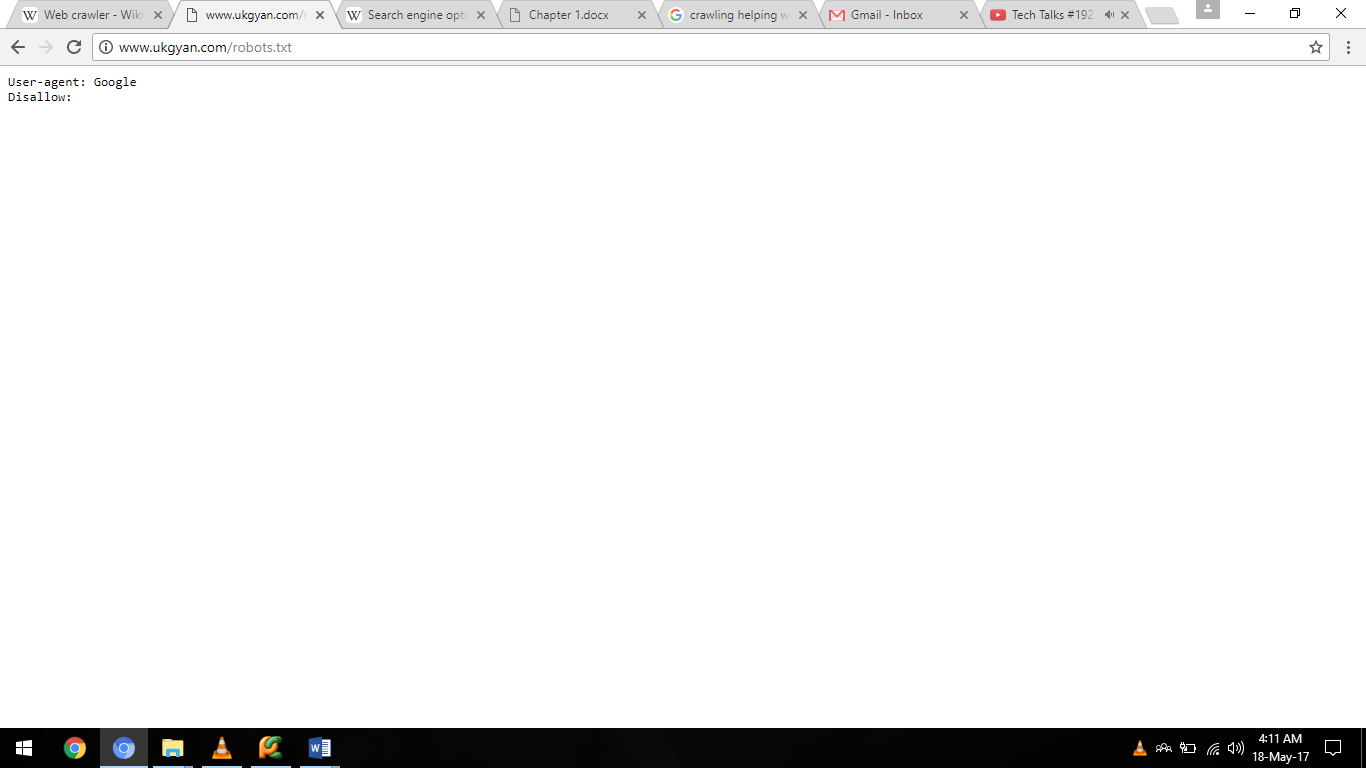 Web crawler - Wiki
www.ukgyan.com/r
Search engine opti
Chapter 1.docx
crawling helping w
Gmail - Inbox
Tech Talks #192
www.ukgyan.com/robots.txt
User-agent: Google
Disallow:
4:11 AM
18-May-17